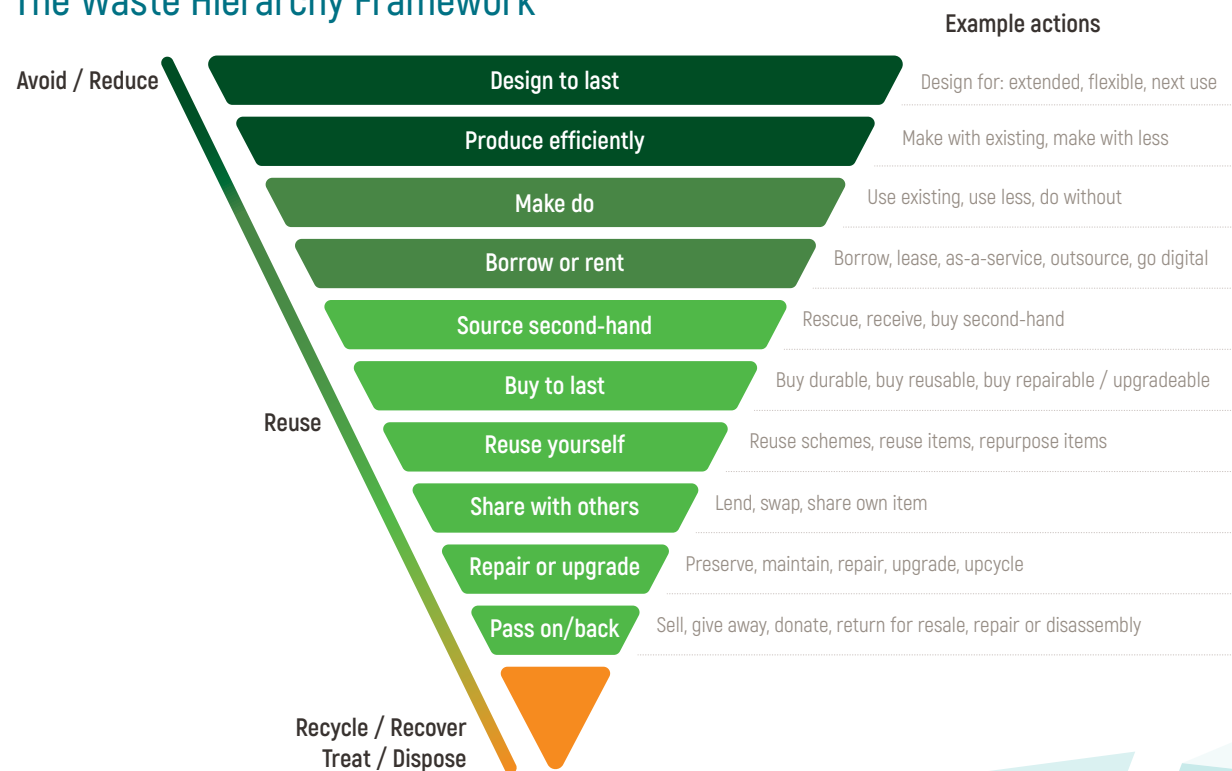 The Waste Hierarchy Framework
Example actions
Avoid / Reduce
Design to last
Design for: extended, flexible, next use
Produce efficiently
Make with existing, make with less
Make do
Use existing, use less, do without
Borrow or rent
Borrow, lease, as-a-service, outsource, go digital
Source second-hand
Rescue, receive, buy second-hand
Buy to last
Buy durable, buy reusable, buy repairable / upgradeable
Reuse
Reuse yourself
Reuse schemes, reuse items, repurpose items
Share with others
Lend, swap, share own item
Repair or upgrade
Preserve, maintain, repair, upgrade, upcycle
Pass on/back
Sell, give away, donate, return for resale, repair or disassembly
Recycle / Recover
Treat / Dispose